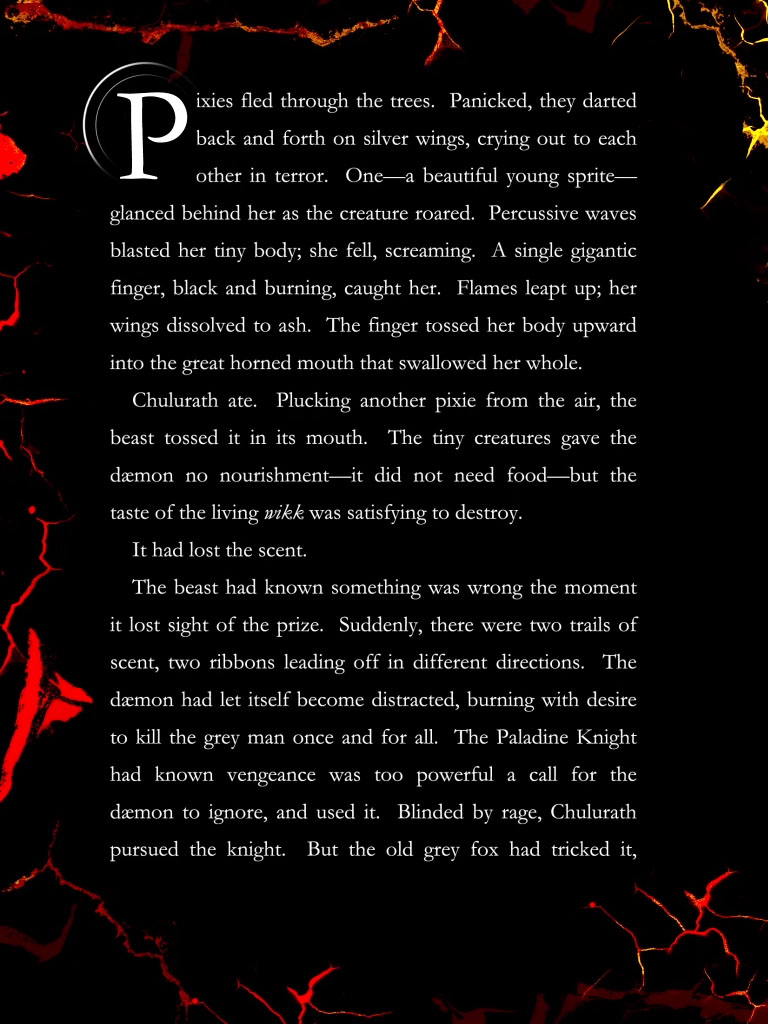 Pixies fled through the trees.  Panicked, they darted
back and forth on silver wings, crying out to each
other in terror.  One—a beautiful young sprite—
glanced behind her as the creature roared.  Percussive waves
blasted her tiny body; she fell, screaming.  A single gigantic
finger, black and burning, caught her.  Flames leapt up; her
wings dissolved to ash.  The finger tossed her body upward
into the great horned mouth that swallowed her whole.
Chulurath ate.  Plucking another pixie from the air, the
beast tossed it in its mouth.  The tiny creatures gave the
dæmon no nourishment—it did not need food—but the
taste of the living wikk was satisfying to destroy.
It had lost the scent.
The beast had known something was wrong the moment
it lost sight of the prize.  Suddenly, there were two trails of
scent, two ribbons leading off in different directions.  The
dæmon had let itself become distracted, burning with desire
to kill the grey man once and for all.  The Paladine Knight
had known vengeance was too powerful a call for the
dæmon to ignore, and used it.  Blinded by rage, Chulurath
pursued the knight.  But the old grey fox had tricked it,